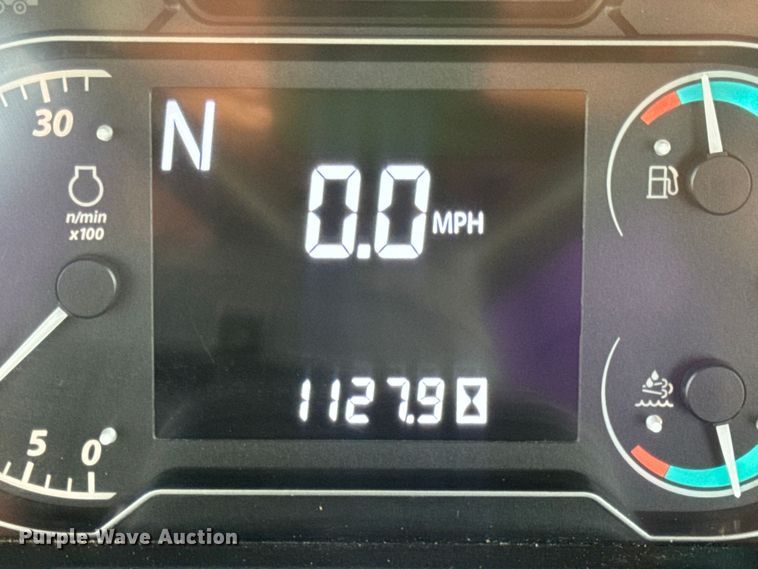 30
n/min
x100
5
0
N
0.0 MPH
1127.9
Purple Wave Auction